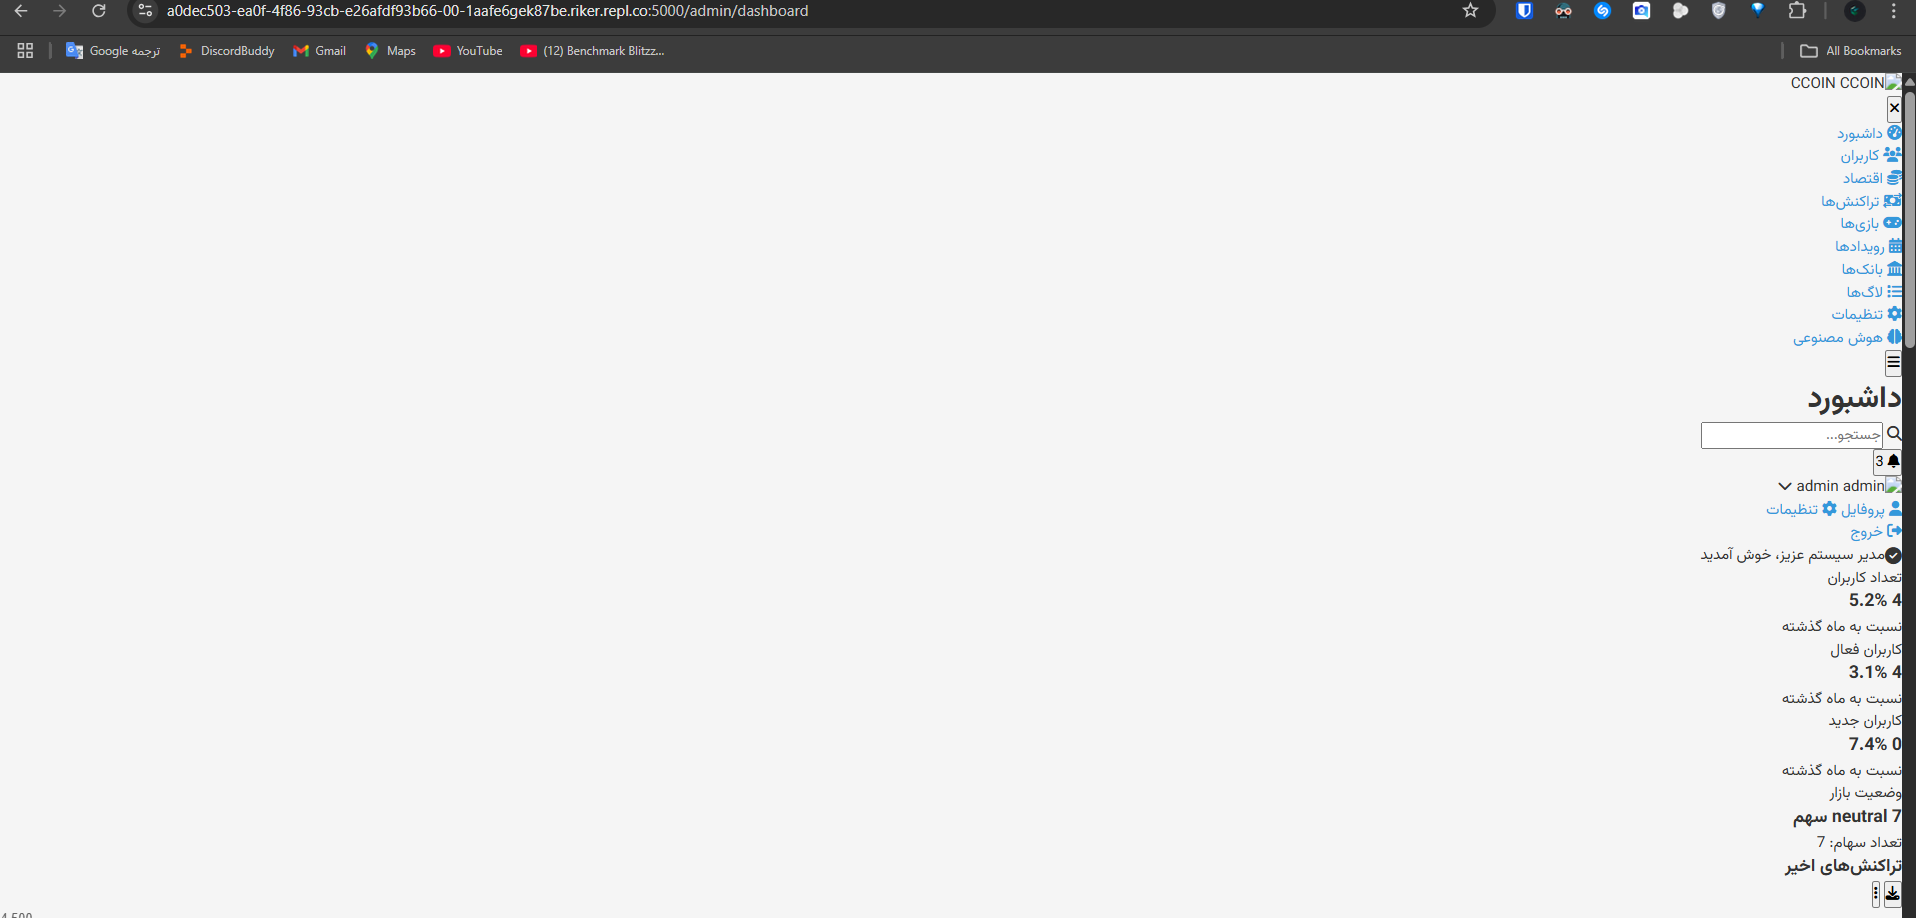 a0dec503-ea0f-4f86-93cb-e26afdf93b66-00-1aafe6gek87be.riker.repl.co:5000/admin/dashboard
Google ترجمه DiscordBuddy Gmail Maps YouTube (12) Benchmark Blitzz... All Bookmarks
CCOIN CCOIN
داشبورد
کاربران
اقتصاد
تراکنش‌ها
بازی‌ها
رویدادها
بانک‌ها
لاگ‌ها
تنظیمات
هوش مصنوعی
داشبورد
جستجو...
3
admin admin
پروفایل تنظیمات
خروج
مدیر سیستم عزیز، خوش آمدید
تعداد کاربران
4 5.2%
نسبت به ماه گذشته
کاربران فعال
4 3.1%
نسبت به ماه گذشته
کاربران جدید
0 7.4%
نسبت به ماه گذشته
وضعیت بازار
7 neutral سهم
تعداد سهام: 7
تراکنش‌های اخیر